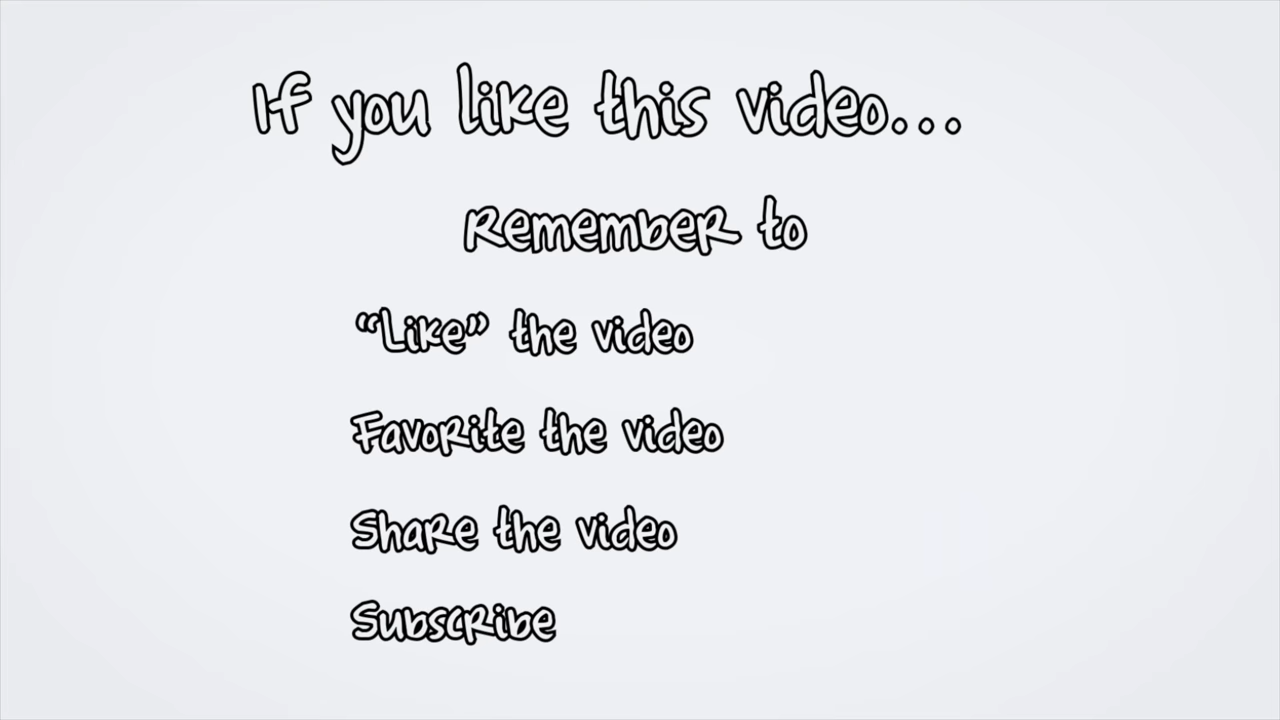 If you like this video...
Remember to
“Like” the video
Favorite the video
Share the video
Subscribe